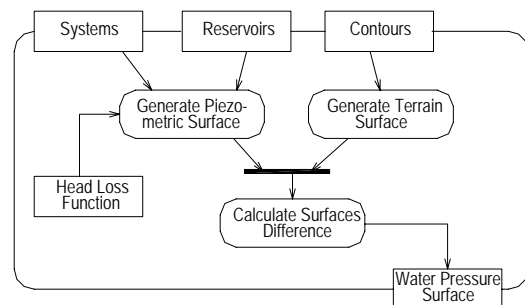 Systems
Reservoirs
Contours
Generate Piezo-
metric Surface
Generate Terrain
Surface
Head Loss
Function
Calculate Surfaces
Difference
Water Pressure
Surface